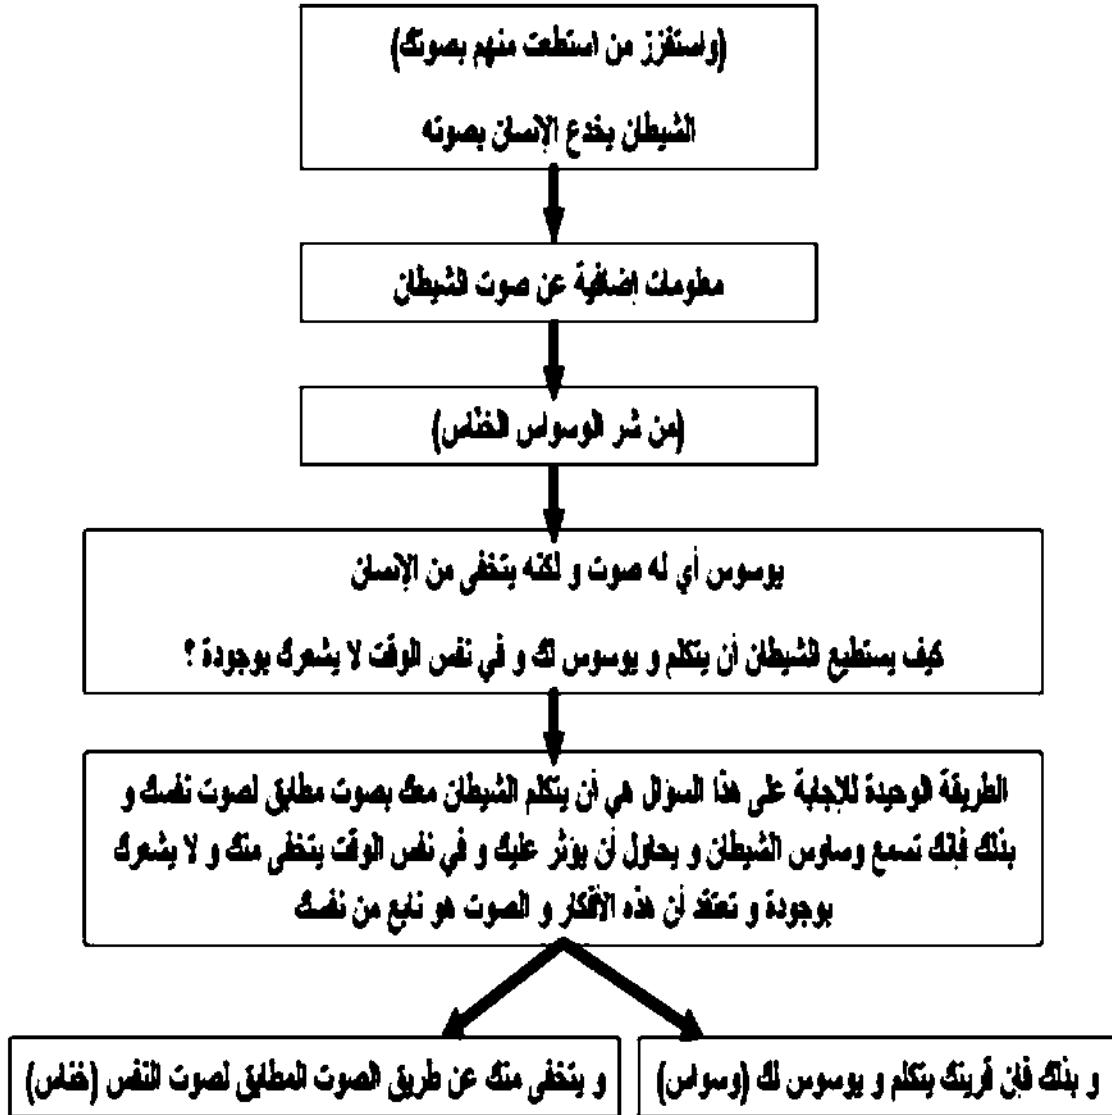 (واستفزز من استطعت منهم بصوتك)
الشيطان يخدع الإنسان بصوته
معلومات إضافية عن صوت الشيطان
(من شر الوسواس الخنّاس)
يوسوس أي له صوت و لكنه يتخفى من الإنسان
كيف يستطيع الشيطان أن يتكلم و يوسوس لك و في نفس الوقت لا يشعرك بوجودة ؟
الطريقة الوحيدة للإجابة على هذا السؤال هي أن يتكلم الشيطان معك بصوت مطابق لصوت نفسك و
بذلك فإنك تسمع وساوس الشيطان و يحاول أن يؤثر عليك و في نفس الوقت يتخفى منك و لا يشعرك
بوجودة و تعتقد أن هذه الأفكار و الصوت هو نابع من نفسك
و بذلك فإن قرينك يتكلم و يوسوس لك (وسواس)
و يتخفى منك عن طريق الصوت المطابق لصوت النفس (خناس)